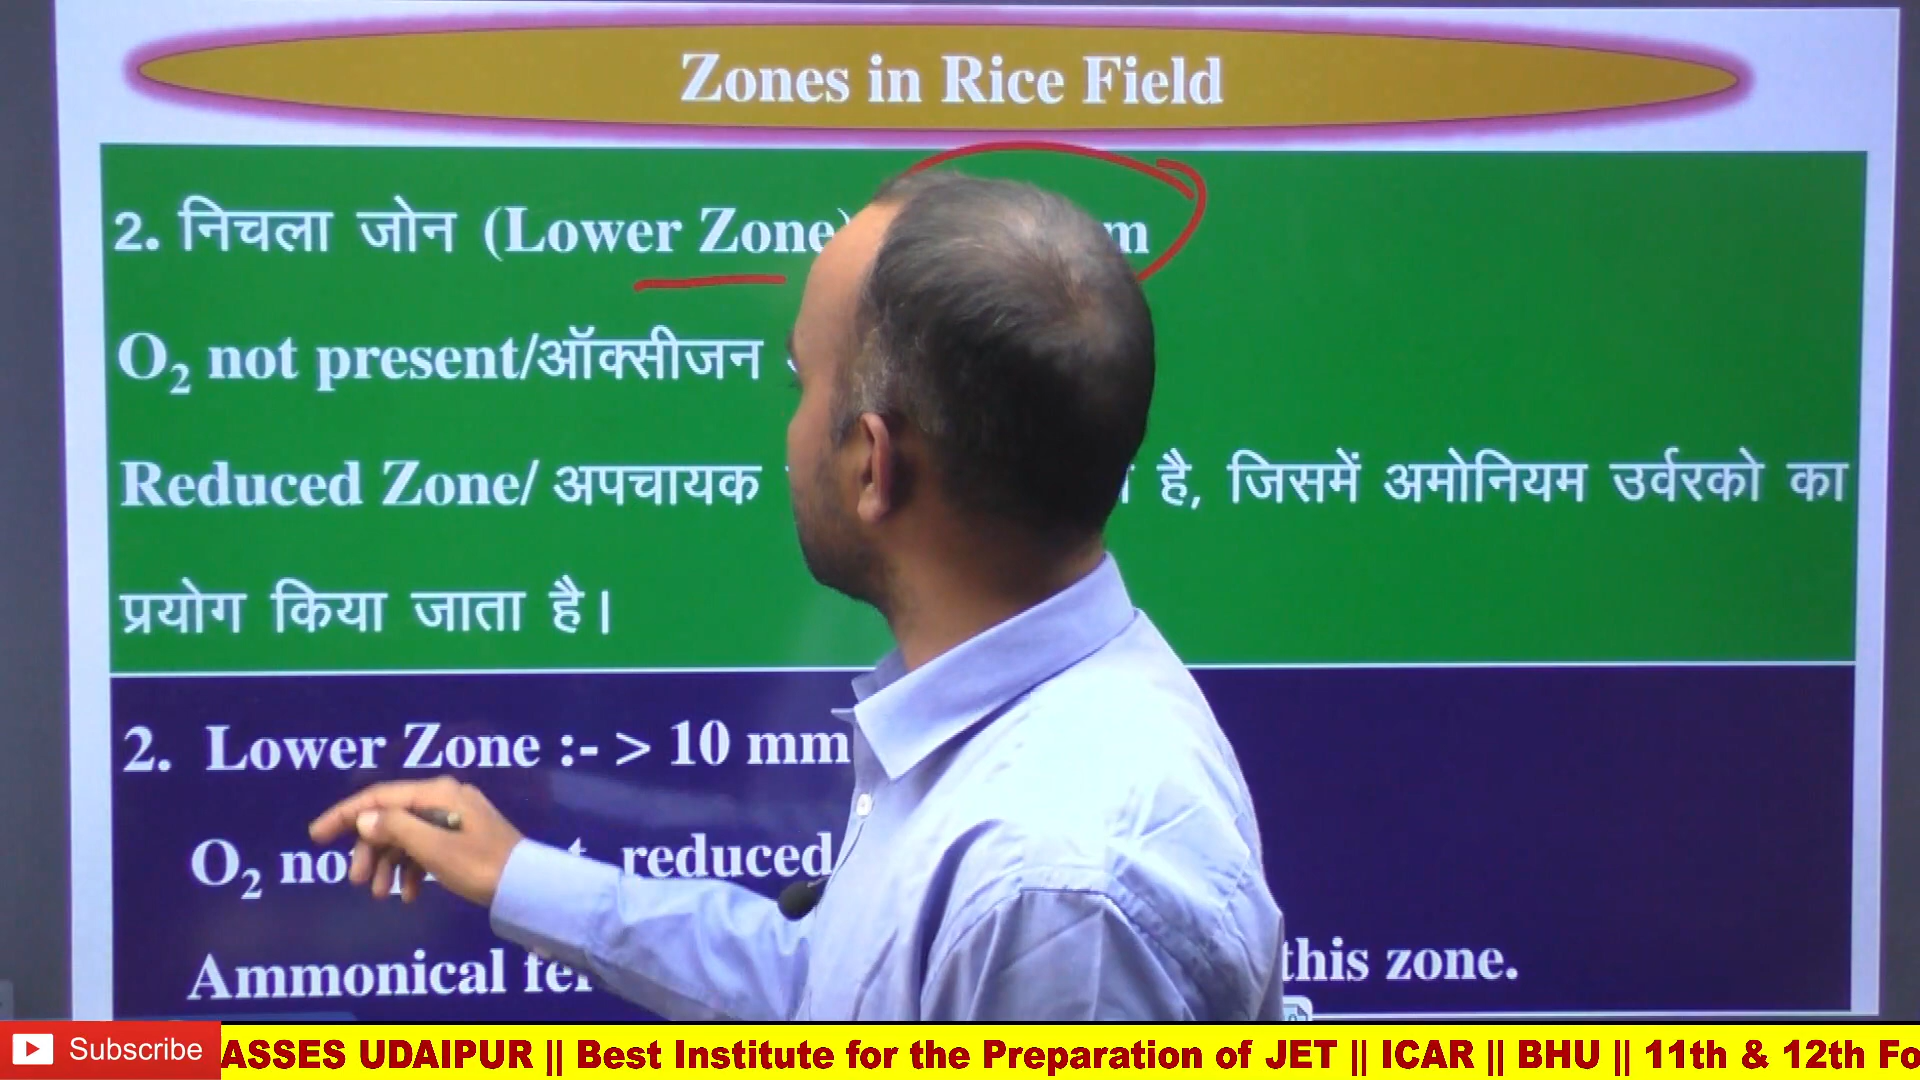 Zones in Rice Field
2. निचला जोन (Lower Zone)
O₂ not present/ऑक्सीजन
Reduced Zone/ अपचायक है, जिसमें अमोनियम उर्वरको का
प्रयोग किया जाता है।
2. Lower Zone :- > 10 mm
O₂ reduced
Ammonical this zone.
Subscribe
ASSES UDAIPUR || Best Institute for the Preparation of JET || ICAR || BHU || 11th & 12th Fo